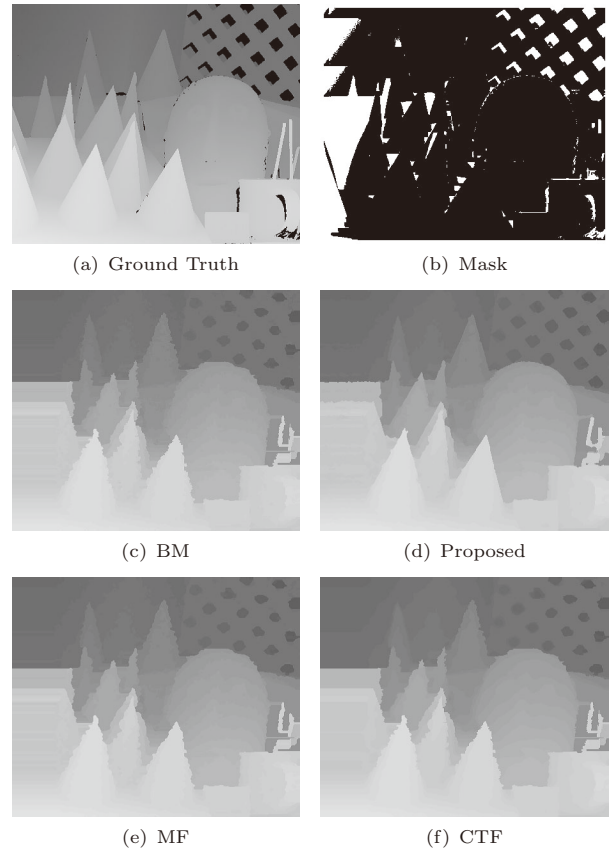 (a) Ground Truth
(b) Mask
(c) BM
(d) Proposed
(e) MF
(f) CTF